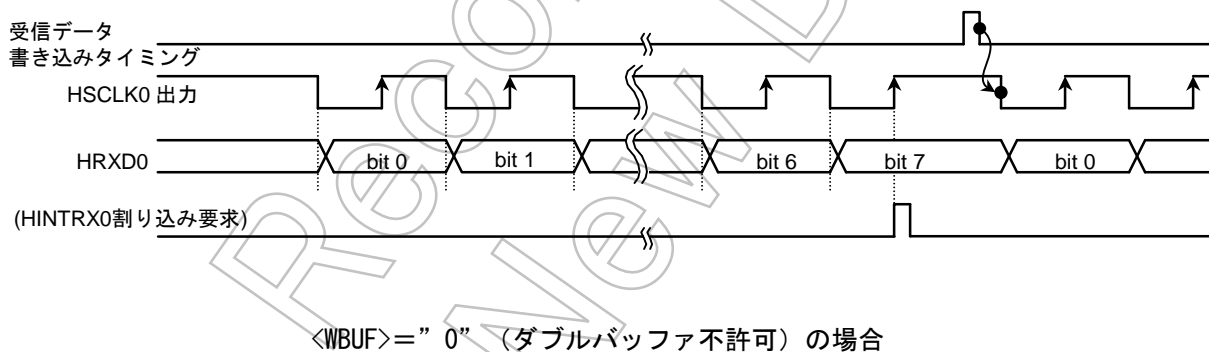 受信データ
書き込みタイミング
HSCLK0 出力
HRXD0
bit 0
bit 1
bit 6
bit 7
bit 0
(HINTRX0割り込み要求)
<WBUF>=”0” (ダブルバッファ不許可) の場合
Reco
New